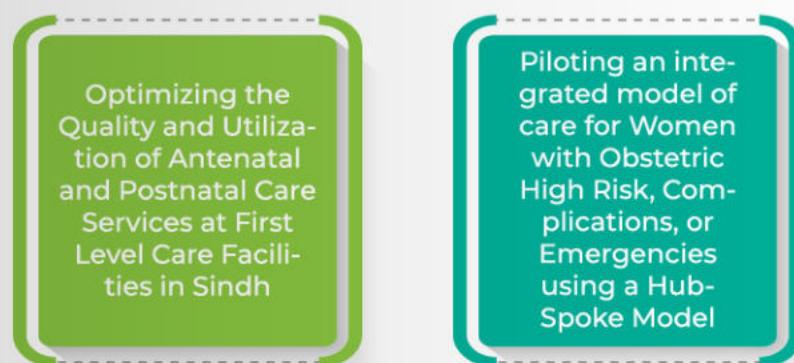 Optimizing the
Quality and Utiliza-
tion of Antenatal
and Postnatal Care
Services at First
Level Care Facili-
ties in Sindh
Piloting an inte-
grated model of
care for Women
with Obstetric
High Risk, Com-
plications, or
Emergencies
using a Hub-
Spoke Model